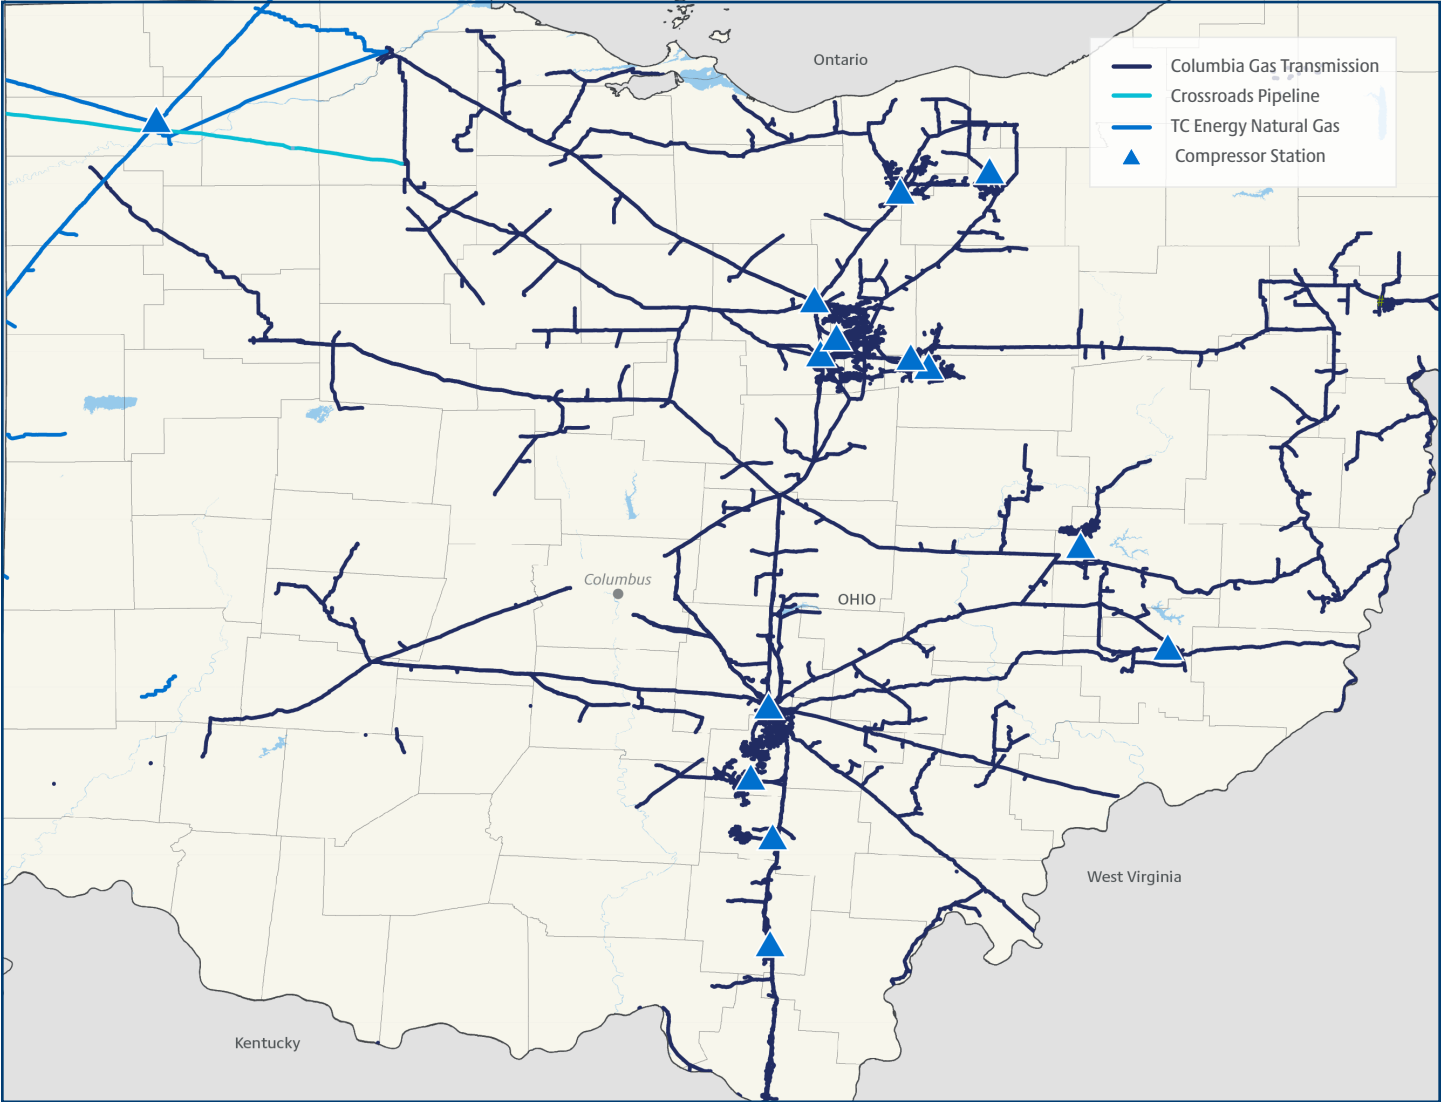 Ontario
Columbia Gas Transmission
Crossroads Pipeline
TC Energy Natural Gas
Compressor Station
Columbus
OHIO
West Virginia
Kentucky